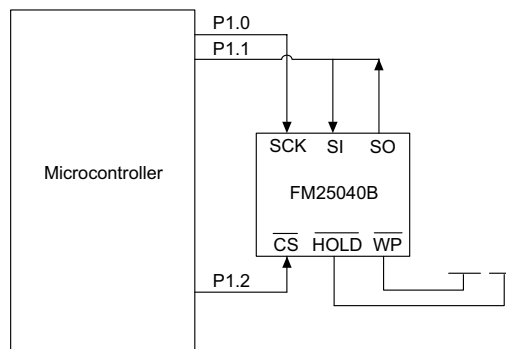 P1.0
P1.1
SCK SI SO
Microcontroller
FM25040B
CS HOLD WP
P1.2